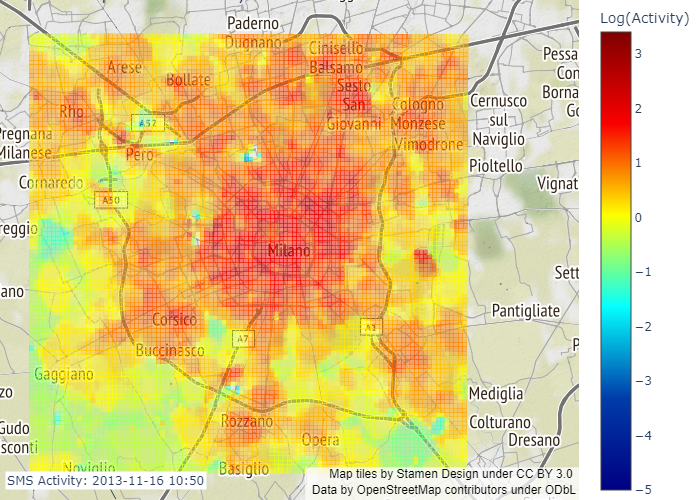 Log(Activity)
3
2
1
0
−1
−2
−3
−4
−5
Paderno
Dugnano
Cinisello
Balsamo
Sesto
San
Giovanni
Arese
Bollate
Rho
A52
Pero
Pregnana
Milanese
Cornaredo
A50
reggio
ano
Cologno
Monzese
Vimodrone
Cernusco
sul
Naviglio
Pioltello
Pessa
Con
Borna
Go
Vignat
Milano
Sett
Pantigliate
P
Corsico
A7
Buccinasco
Gaggiano
zo
Gudo
sconti
Rozzano
Opera
Mediglia
Colturano
Dresano
Noviglio
Basiglio
SMS Activity: 2013-11-16 10:50
Map tiles by Stamen Design under CC BY 3.0
Data by OpenStreetMap contributors under ODbL